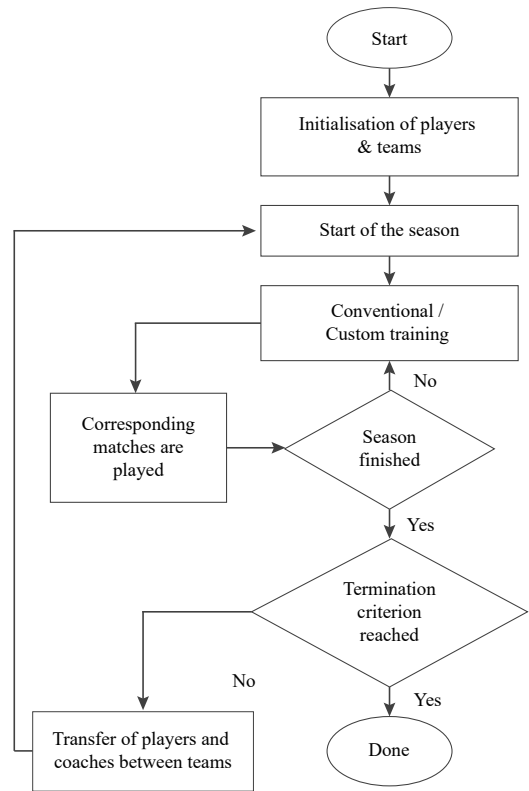 Start
Initialisation of players
& teams
Start of the season
Conventional /
Custom training
No
Corresponding
matches are
played
Season
finished
Yes
Termination
criterion
reached
No
Yes
Transfer of players and
coaches between teams
Done